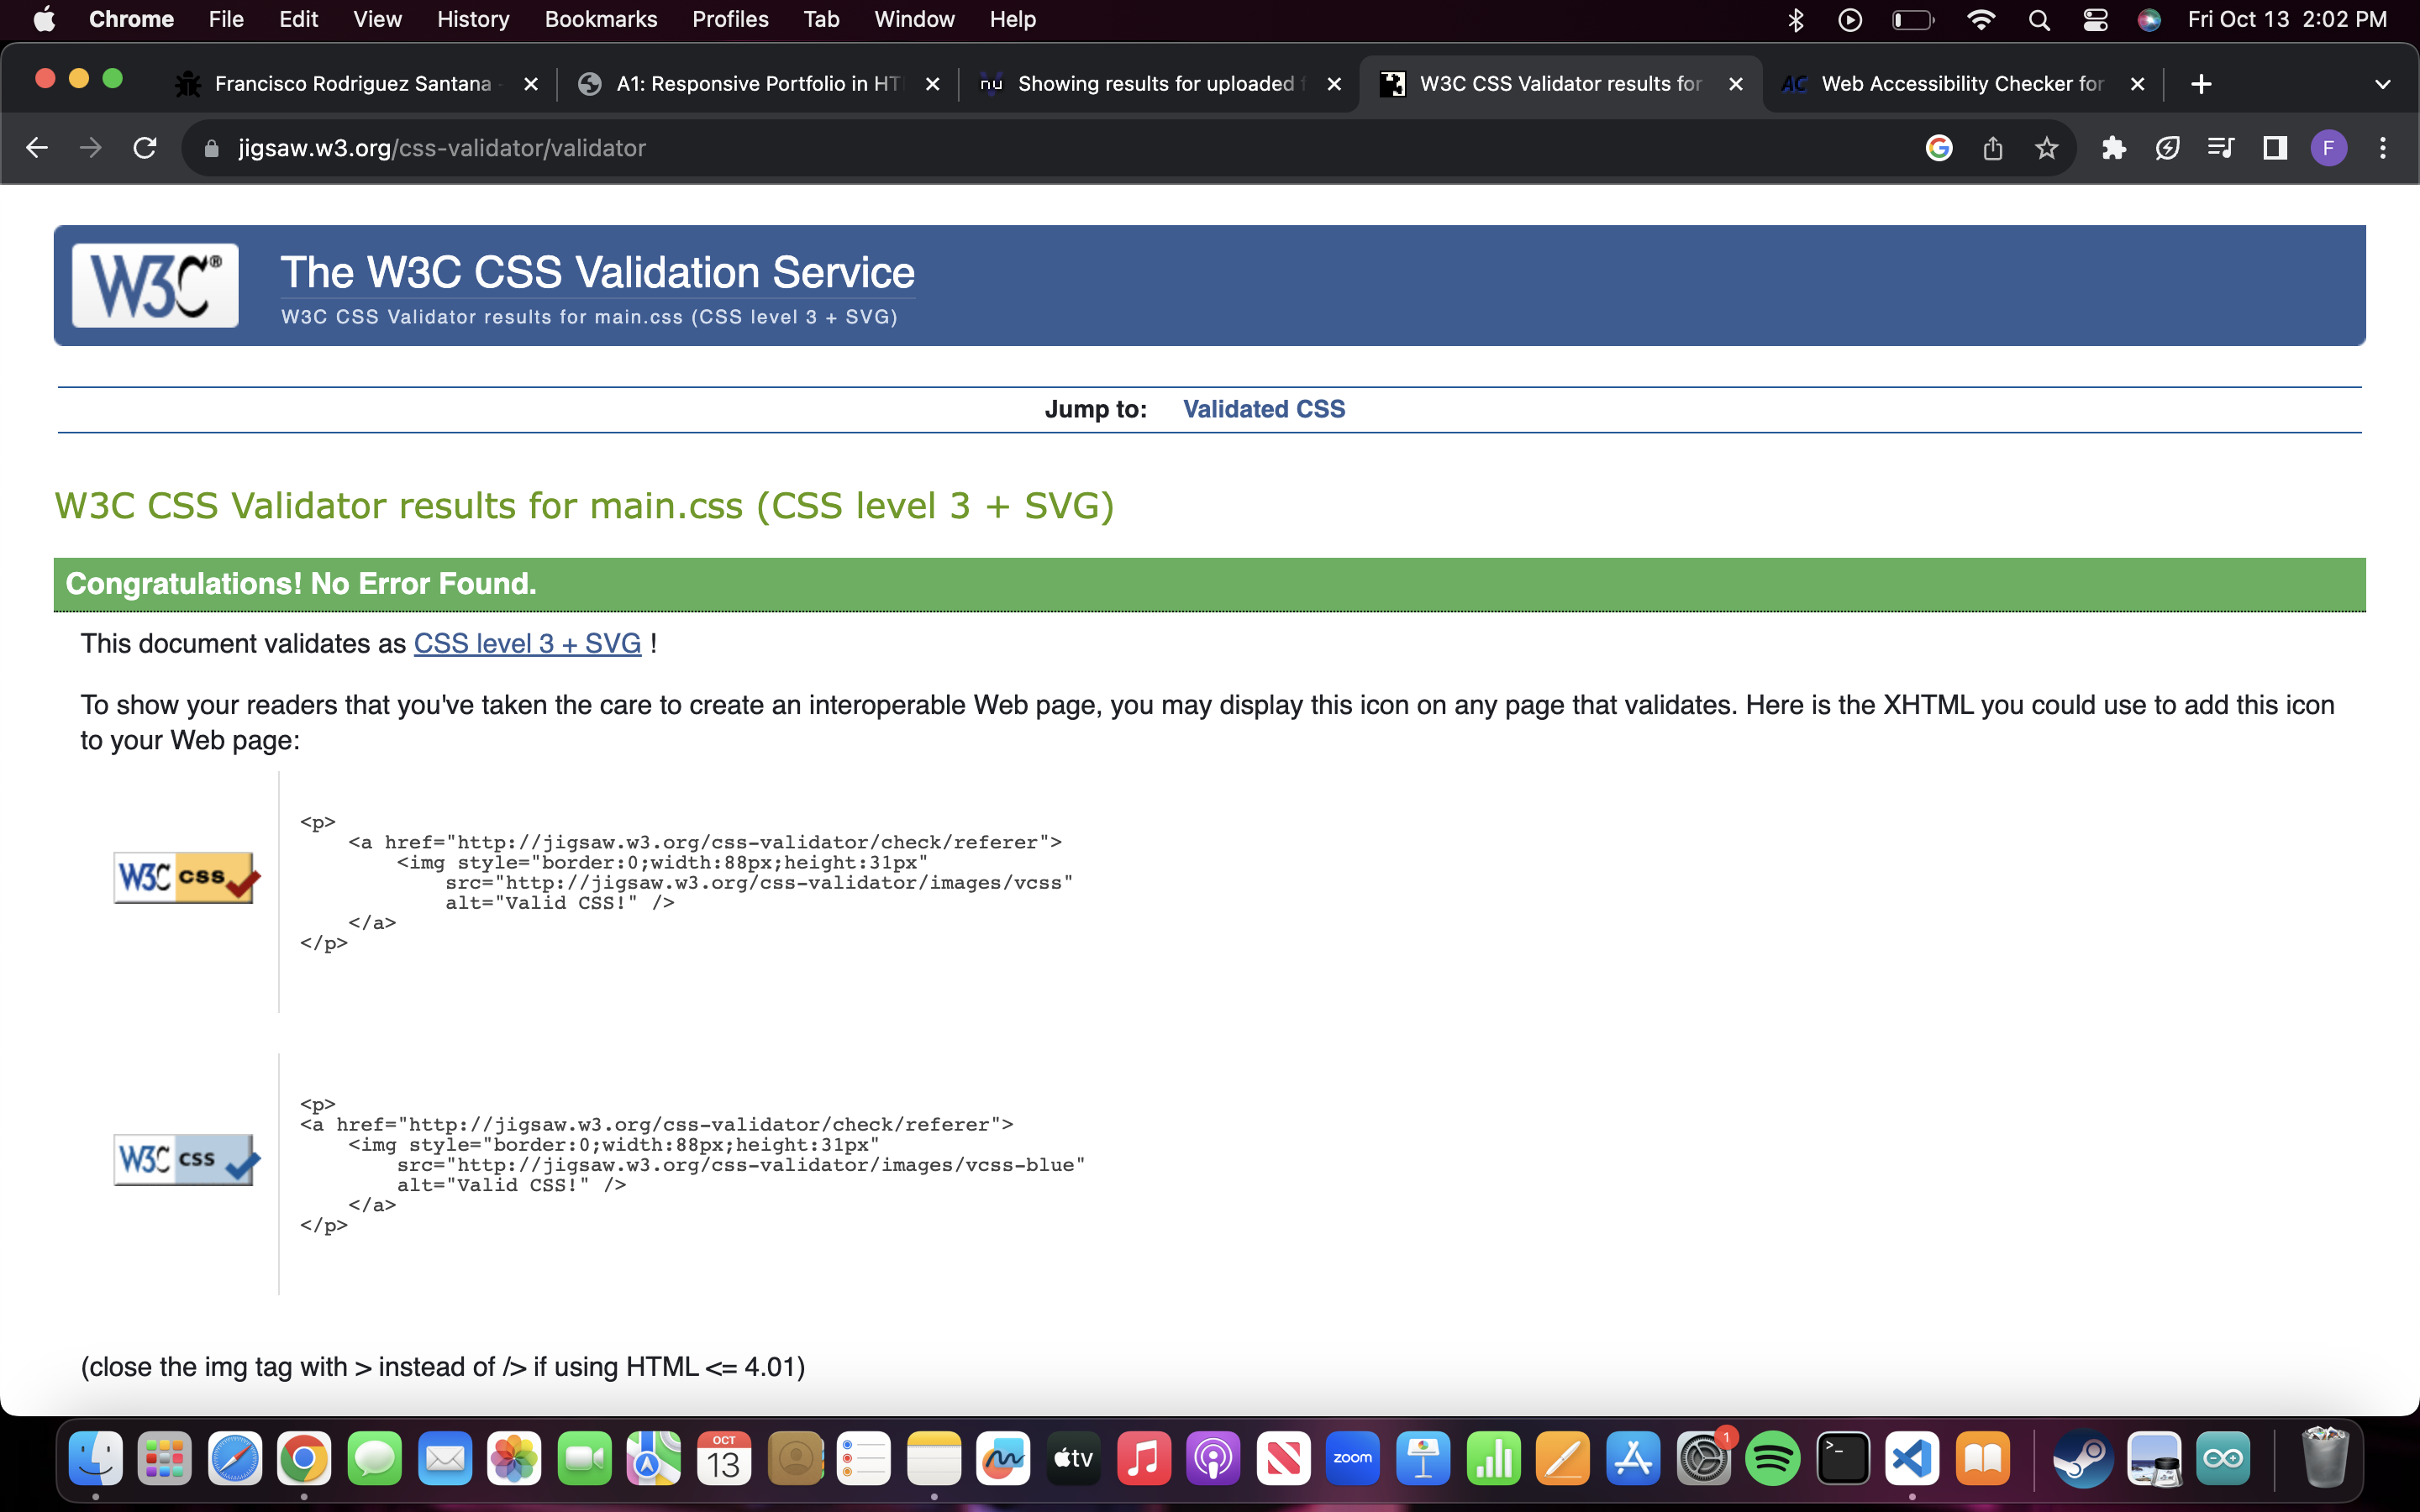 Chrome File Edit View History Bookmarks Profiles Tab Window Help Fri Oct 13 2:02 PM
Francisco Rodriguez Santana - A1: Responsive Portfolio in HT Showing results for uploaded f W3C CSS Validator results for AC Web Accessibility Checker for
jigsaw.w3.org/css-validator/validator F
W3C® The W3C CSS Validation Service
W3C CSS Validator results for main.css (CSS level 3 + SVG)
Jump to: Validated CSS
W3C CSS Validator results for main.css (CSS level 3 + SVG)
Congratulations! No Error Found.
This document validates as CSS level 3 + SVG !
To show your readers that you've taken the care to create an interoperable Web page, you may display this icon on any page that validates. Here is the XHTML you could use to add this icon
to your Web page:
<p>
<a href="http://jigsaw.w3.org/css-validator/check/referer">
<img style="border:0;width:88px;height:31px"
W3C css src="http://jigsaw.w3.org/css-validator/images/vcss"
alt="Valid CSS!" />
</a>
</p>
<p>
<a href="http://jigsaw.w3.org/css-validator/check/referer">
<img style="border:0;width:88px;height:31px"
W3C css src="http://jigsaw.w3.org/css-validator/images/vcss-blue"
alt="Valid CSS!" />
</a>
</p>
(close the img tag with > instead of /> if using HTML <= 4.01)
OCT 13 tv zoom 1